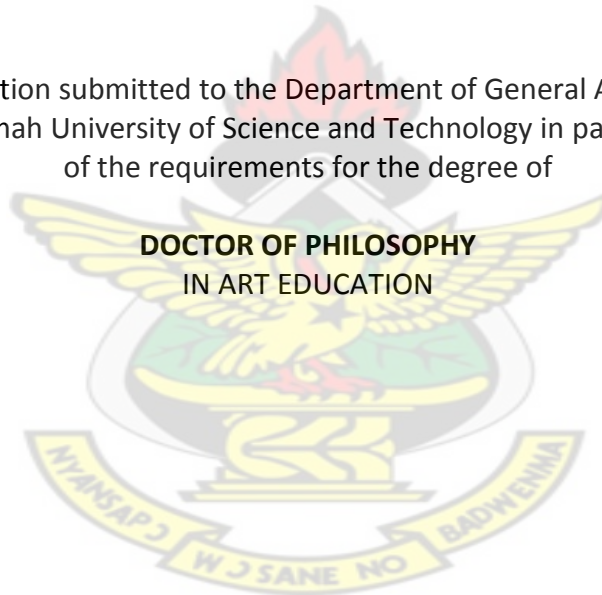 tion submitted to the Department of General A
nah University of Science and Technology in pa
of the requirements for the degree of
DOCTOR OF PHILOSOPHY
IN ART EDUCATION
NYANSAPƆ WƆSANE NO BADWENMA